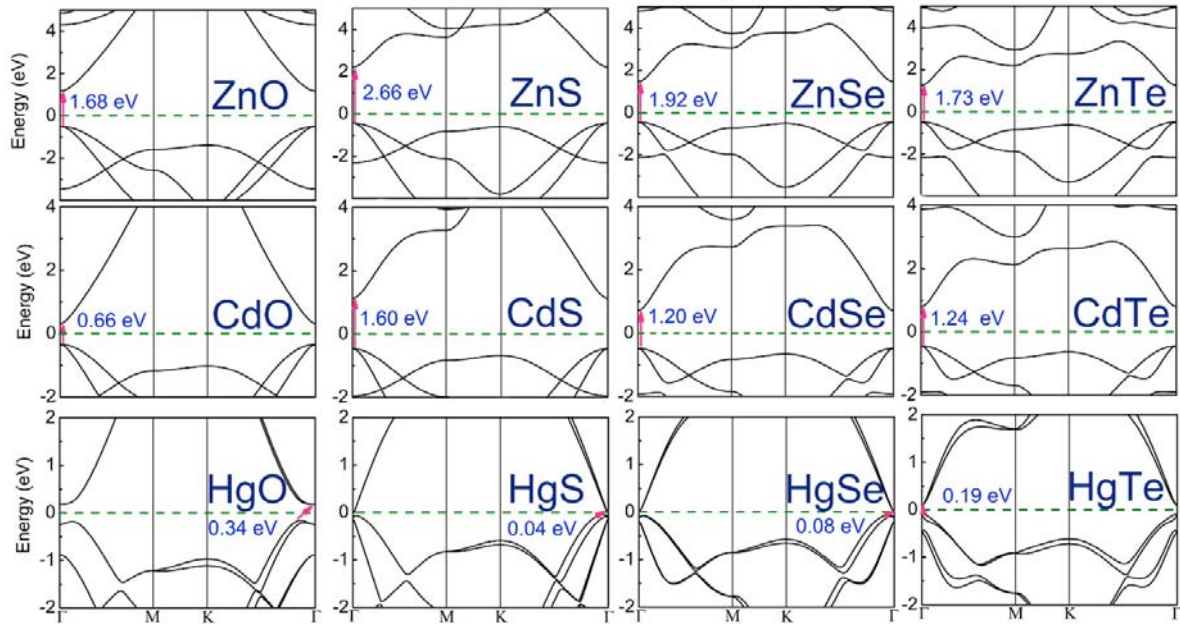 Energy (eV)
4
2
0
-2
1.68 eV
ZnO
4
2
0
-2
2.66 eV
ZnS
4
2
0
-2
1.92 eV
ZnSe
4
2
0
-2
1.73 eV
ZnTe
Energy (eV)
4
2
0
-2
0.66 eV
CdO
4
2
0
-2
1.60 eV
CdS
4
2
0
-2
1.20 eV
CdSe
4
2
0
-2
1.24 eV
CdTe
Energy (eV)
2
1
0
-1
-2
HgO
0.34 eV
Γ M K Γ
2
1
0
-1
-2
HgS
0.04 eV
Γ M K Γ
2
1
0
-1
-2
HgSe
0.08 eV
Γ M K Γ
2
1
0
-1
-2
0.19 eV
HgTe
Γ M K Γ